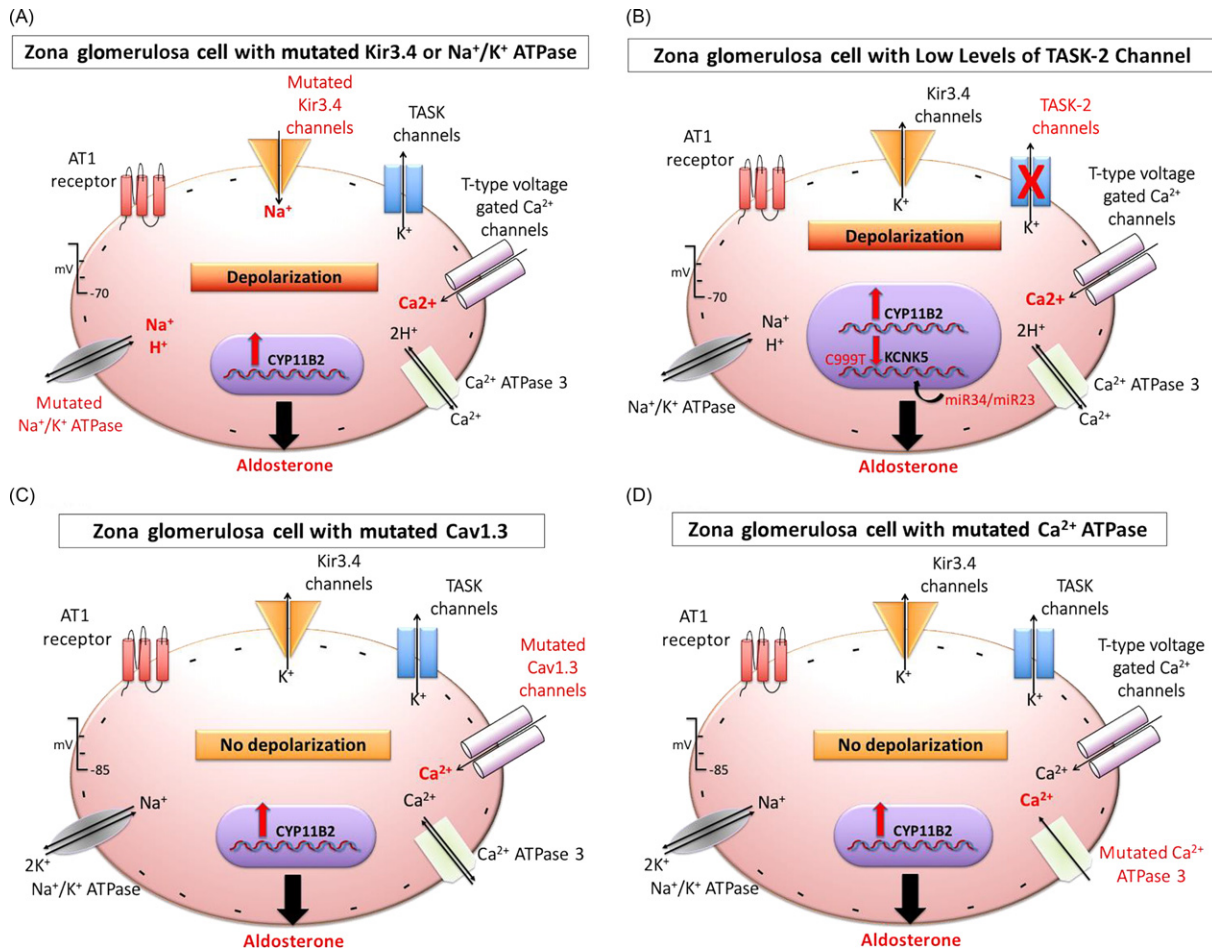 (A)
Zona glomerulosa cell with mutated Kir3.4 or Na⁺/K⁺ ATPase
Mutated
Kir3.4
channels
TASK
channels
AT1
receptor
T-type voltage
gated Ca²⁺
channels
Na⁺
K⁺
mV
-70
Depolarization
Ca2+
Na⁺
H⁺
2H⁺
CYP11B2
Ca²⁺ ATPase 3
Ca²⁺
Mutated
Na⁺/K⁺ ATPase
Aldosterone
(B)
Zona glomerulosa cell with Low Levels of TASK-2 Channel
Kir3.4
channels
TASK-2
channels
AT1
receptor
T-type voltage
gated Ca²⁺
channels
X
K⁺
K⁺
mV
-70
Depolarization
Ca2+
Na⁺
H⁺
2H⁺
CYP11B2
C999T
KCNK5
miR34/miR23
Ca²⁺ ATPase 3
Ca²⁺
Na⁺/K⁺ ATPase
Aldosterone
(C)
Zona glomerulosa cell with mutated Cav1.3
Kir3.4
channels
TASK
channels
AT1
receptor
Mutated
Cav1.3
channels
K⁺
K⁺
mV
-85
No depolarization
Ca²⁺
Ca²⁺
Na⁺
CYP11B2
Ca²⁺ ATPase 3
2K⁺
Na⁺/K⁺ ATPase
Aldosterone
(D)
Zona glomerulosa cell with mutated Ca²⁺ ATPase
Kir3.4
channels
TASK
channels
AT1
receptor
T-type voltage
gated Ca²⁺
channels
K⁺
K⁺
mV
-85
No depolarization
Ca²⁺
Ca²⁺
Na⁺
CYP11B2
Mutated Ca²⁺
ATPase 3
2K⁺
Na⁺/K⁺ ATPase
Aldosterone